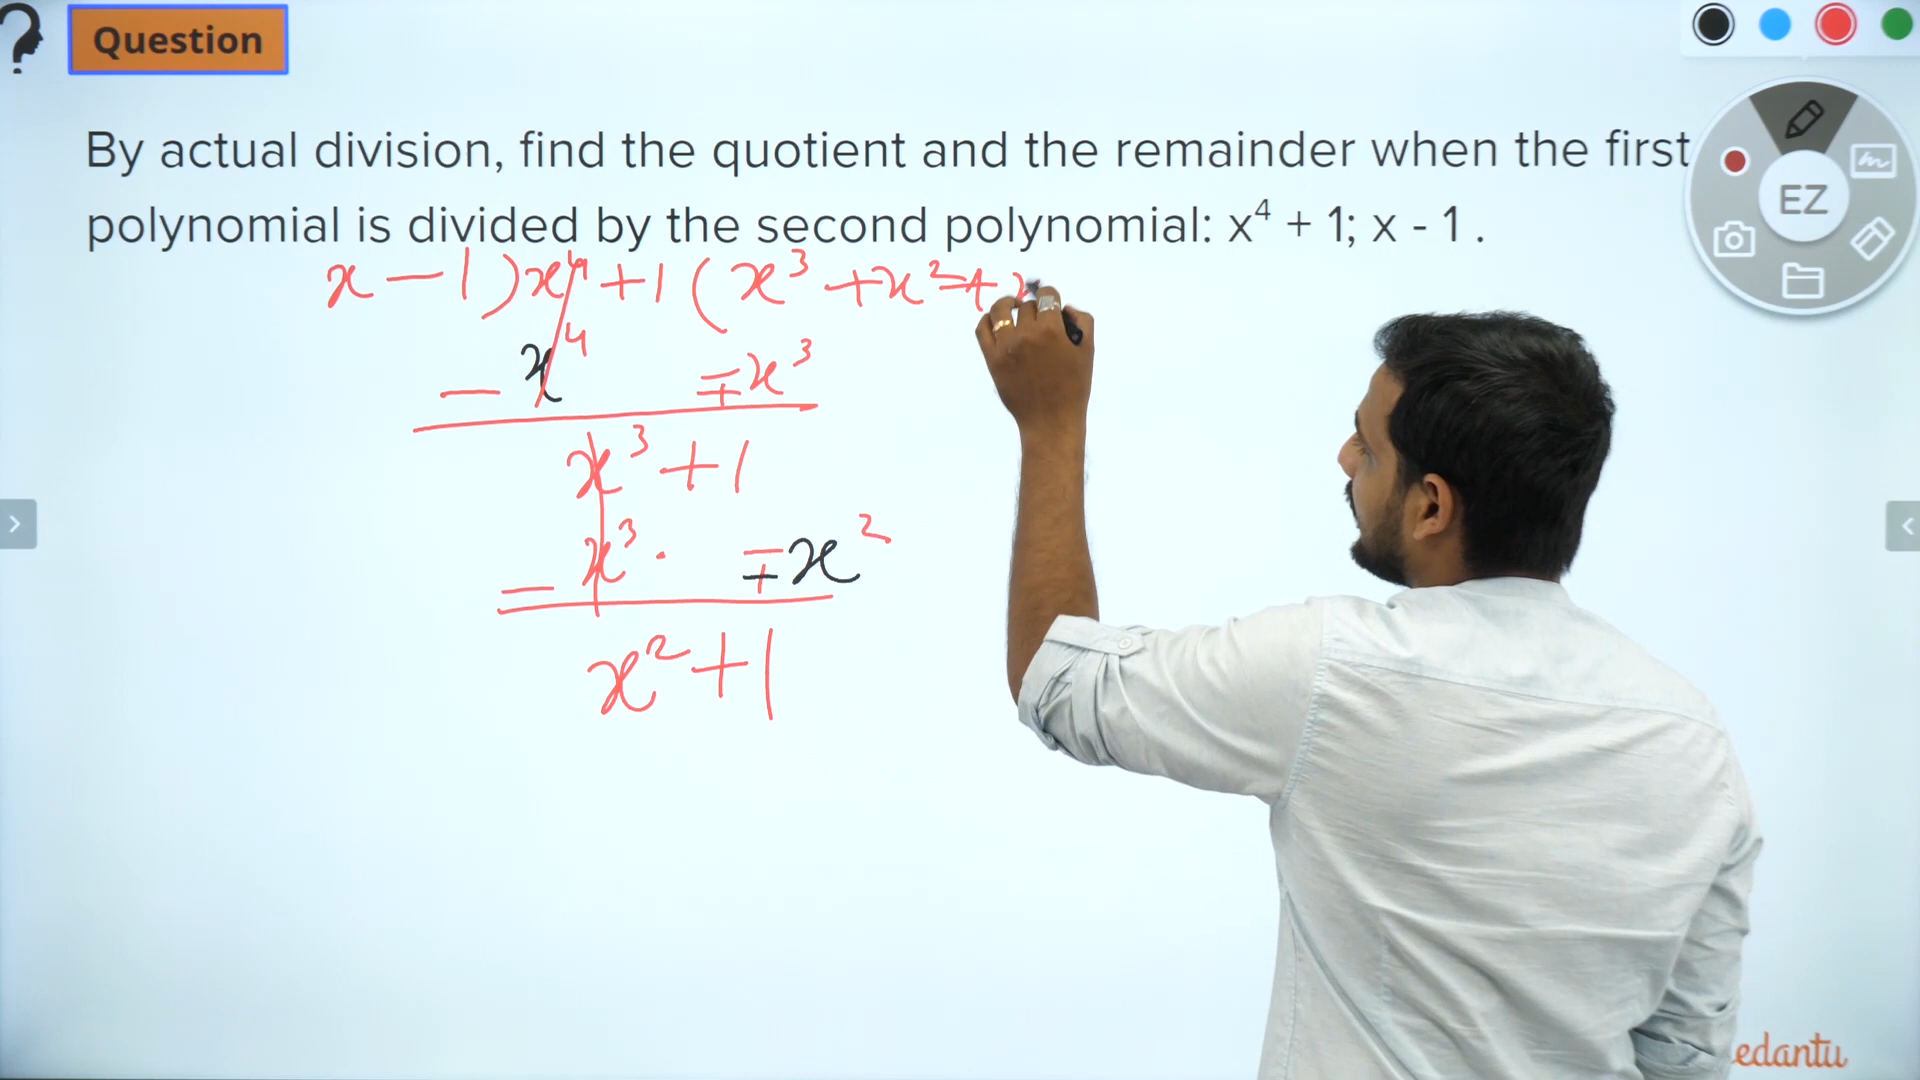 Question
By actual division, find the quotient and the remainder when the first
polynomial is divided by the second polynomial: x⁴ + 1; x - 1 .
EZ
x - 1 ) x⁴ + 1 ( x³ + x² + x
- x⁴ ∓ x³
x³ + 1
- x³ · ∓ x²
x² + 1
edantu